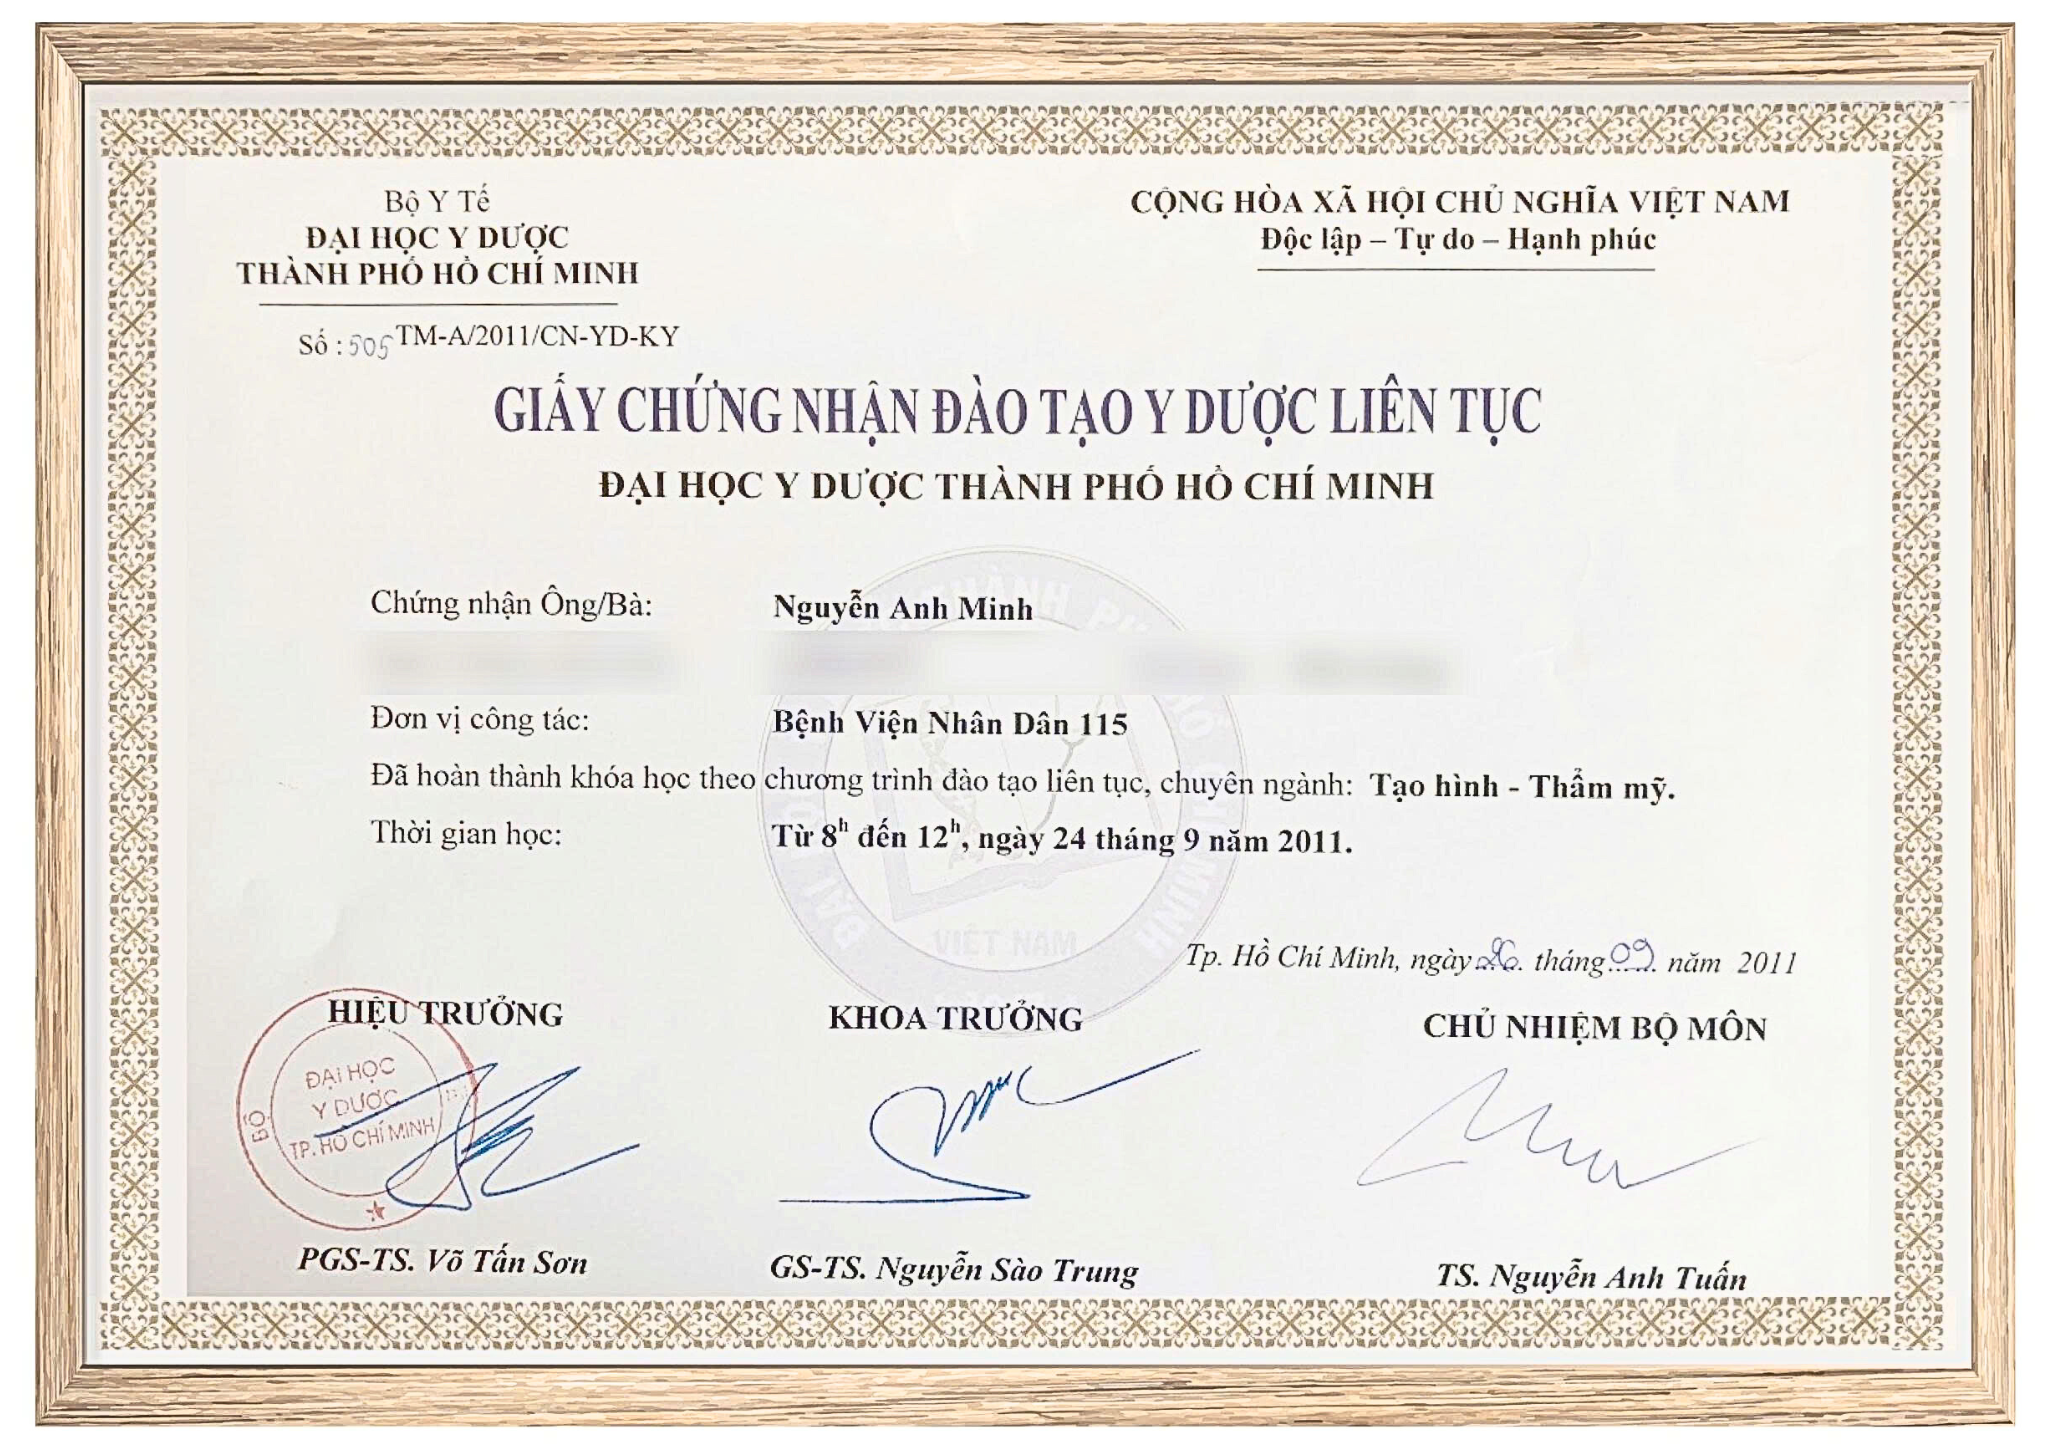 Bộ Y Tế
ĐẠI HỌC Y DƯỢC
THÀNH PHỐ HỒ CHÍ MINH
Số : 505 TM-A/2011/CN-YD-KY
CỘNG HÒA XÃ HỘI CHỦ NGHĨA VIỆT NAM
Độc lập – Tự do – Hạnh phúc
GIẤY CHỨNG NHẬN ĐÀO TẠO Y DƯỢC LIÊN TỤC
ĐẠI HỌC Y DƯỢC THÀNH PHỐ HỒ CHÍ MINH
Chứng nhận Ông/Bà: Nguyễn Anh Minh
Đơn vị công tác: Bệnh Viện Nhân Dân 115
Đã hoàn thành khóa học theo chương trình đào tạo liên tục, chuyên ngành: Tạo hình - Thẩm mỹ.
Thời gian học: Từ 8h đến 12h, ngày 24 tháng 9 năm 2011.
VIỆT NAM
Tp. Hồ Chí Minh, ngày 26 tháng 09 năm 2011
HIỆU TRƯỞNG
KHOA TRƯỞNG
CHỦ NHIỆM BỘ MÔN
BỘ
ĐẠI HỌC
Y DƯỢC
TP. HỒ CHÍ MINH
PGS-TS. Võ Tấn Sơn
GS-TS. Nguyễn Sào Trung
TS. Nguyễn Anh Tuấn